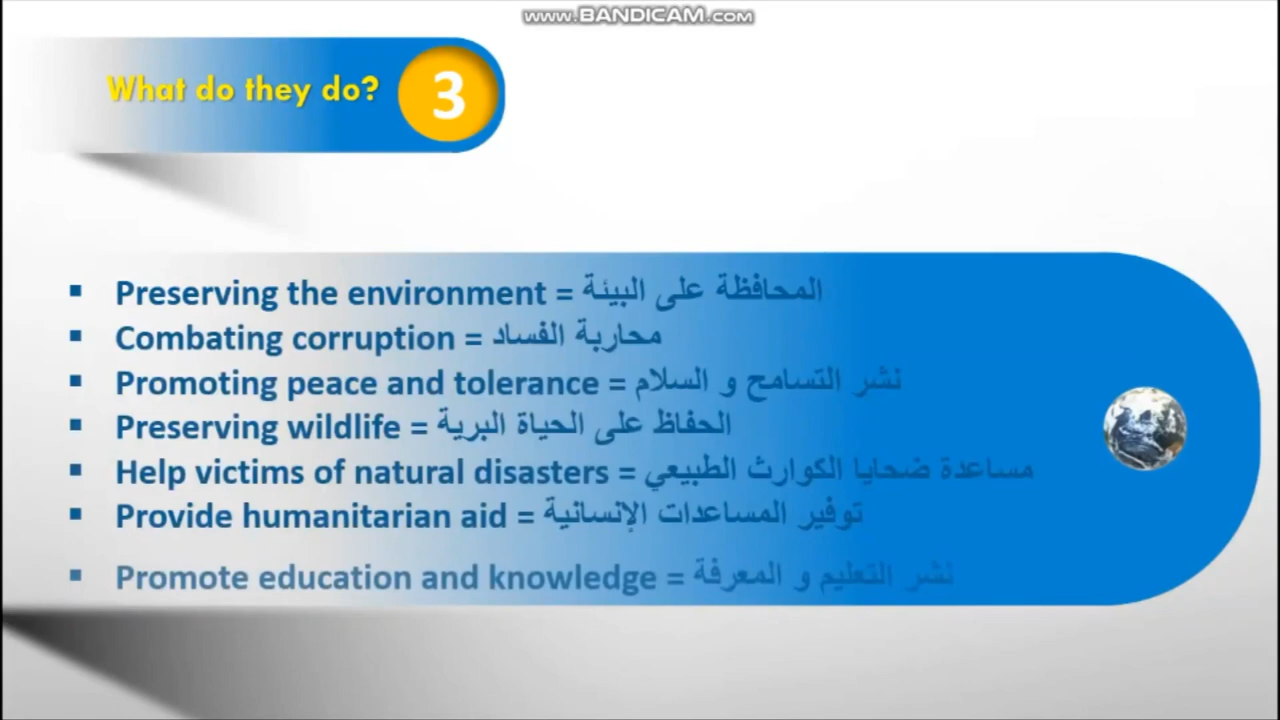 www.BANDICAM.com
What do they do? 3
▪ Preserving the environment = المحافظة على البيئة
▪ Combating corruption = محاربة الفساد
▪ Promoting peace and tolerance = نشر التسامح و السلام
▪ Preserving wildlife = الحفاظ على الحياة البرية
▪ Help victims of natural disasters = مساعدة ضحايا الكوارث الطبيعي
▪ Provide humanitarian aid = توفير المساعدات الإنسانية
▪ Promote education and knowledge = نشر التعليم و المعرفة